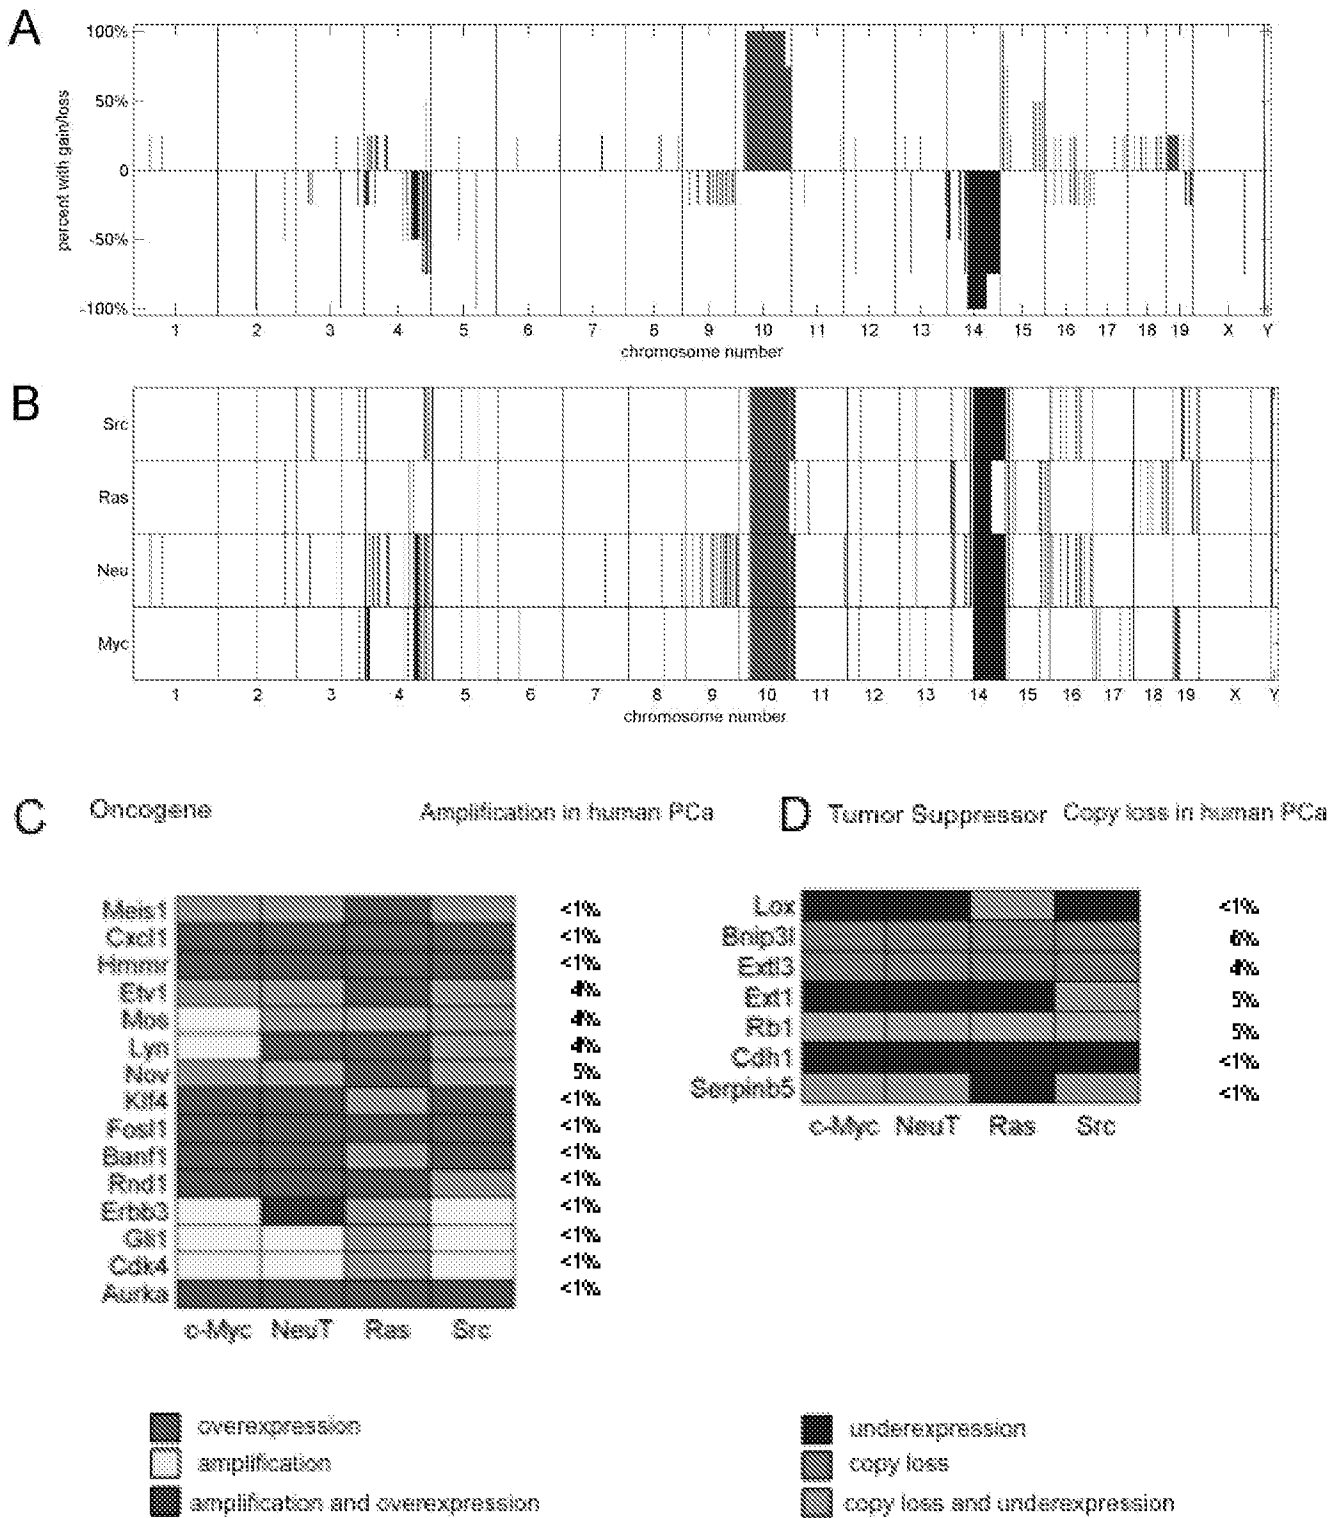 A
100%
50%
0
-50%
-100%
percent with gain/loss
1 2 3 4 5 6 7 8 9 10 11 12 13 14 15 16 17 18 19 X Y
chromosome number
B
Src
Ras
Neu
Myc
1 2 3 4 5 6 7 8 9 10 11 12 13 14 15 16 17 18 19 X Y
chromosome number
C Oncogene Amplification in human PCa
Meis1 <1%
Cxcl1 <1%
Hmmr <1%
Etv1 4%
Mos 4%
Lyn 4%
Nov 5%
Klf4 <1%
Fosl1 <1%
Banf1 <1%
Rnd1 <1%
Erbb3 <1%
Gli1 <1%
Cdk4 <1%
Aurka <1%
c-Myc NeuT Ras Src
overexpression
amplification
amplification and overexpression
D Tumor Suppressor Copy loss in human PCa
Lox <1%
Bnip3l 6%
Extl3 4%
Ext1 5%
Rb1 5%
Cdh1 <1%
Serpinb5 <1%
c-Myc NeuT Ras Src
underexpression
copy loss
copy loss and underexpression